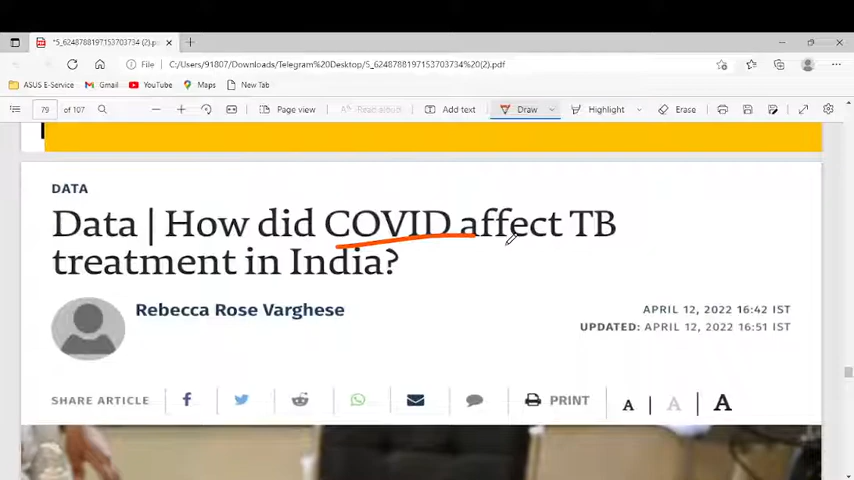 *5_6248788197153703734 (2).p
File
C:/Users/91807/Downloads/Telegram%20Desktop/5_6248788197153703734%20(2).pdf
ASUS E-Service
Gmail
YouTube
Maps
New Tab
79 of 107
Page view
Read aloud
Add text
Draw
Highlight
Erase
DATA
Data | How did COVID affect TB
treatment in India?
Rebecca Rose Varghese
APRIL 12, 2022 16:42 IST
UPDATED: APRIL 12, 2022 16:51 IST
SHARE ARTICLE
PRINT
A | A | A